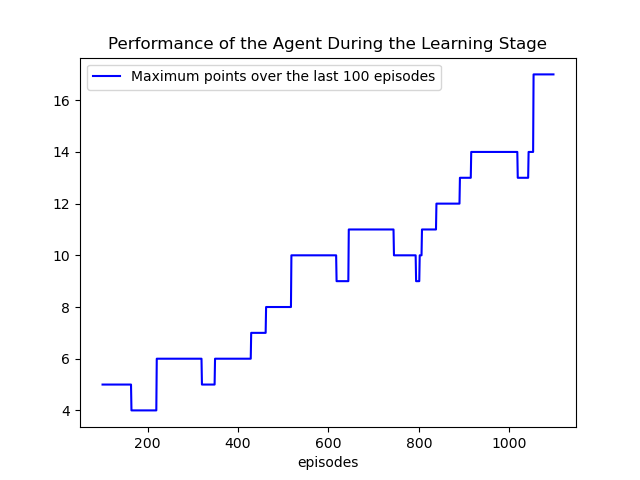 Performance of the Agent During the Learning Stage
Maximum points over the last 100 episodes
16
14
12
10
8
6
4
200 400 600 800 1000
episodes